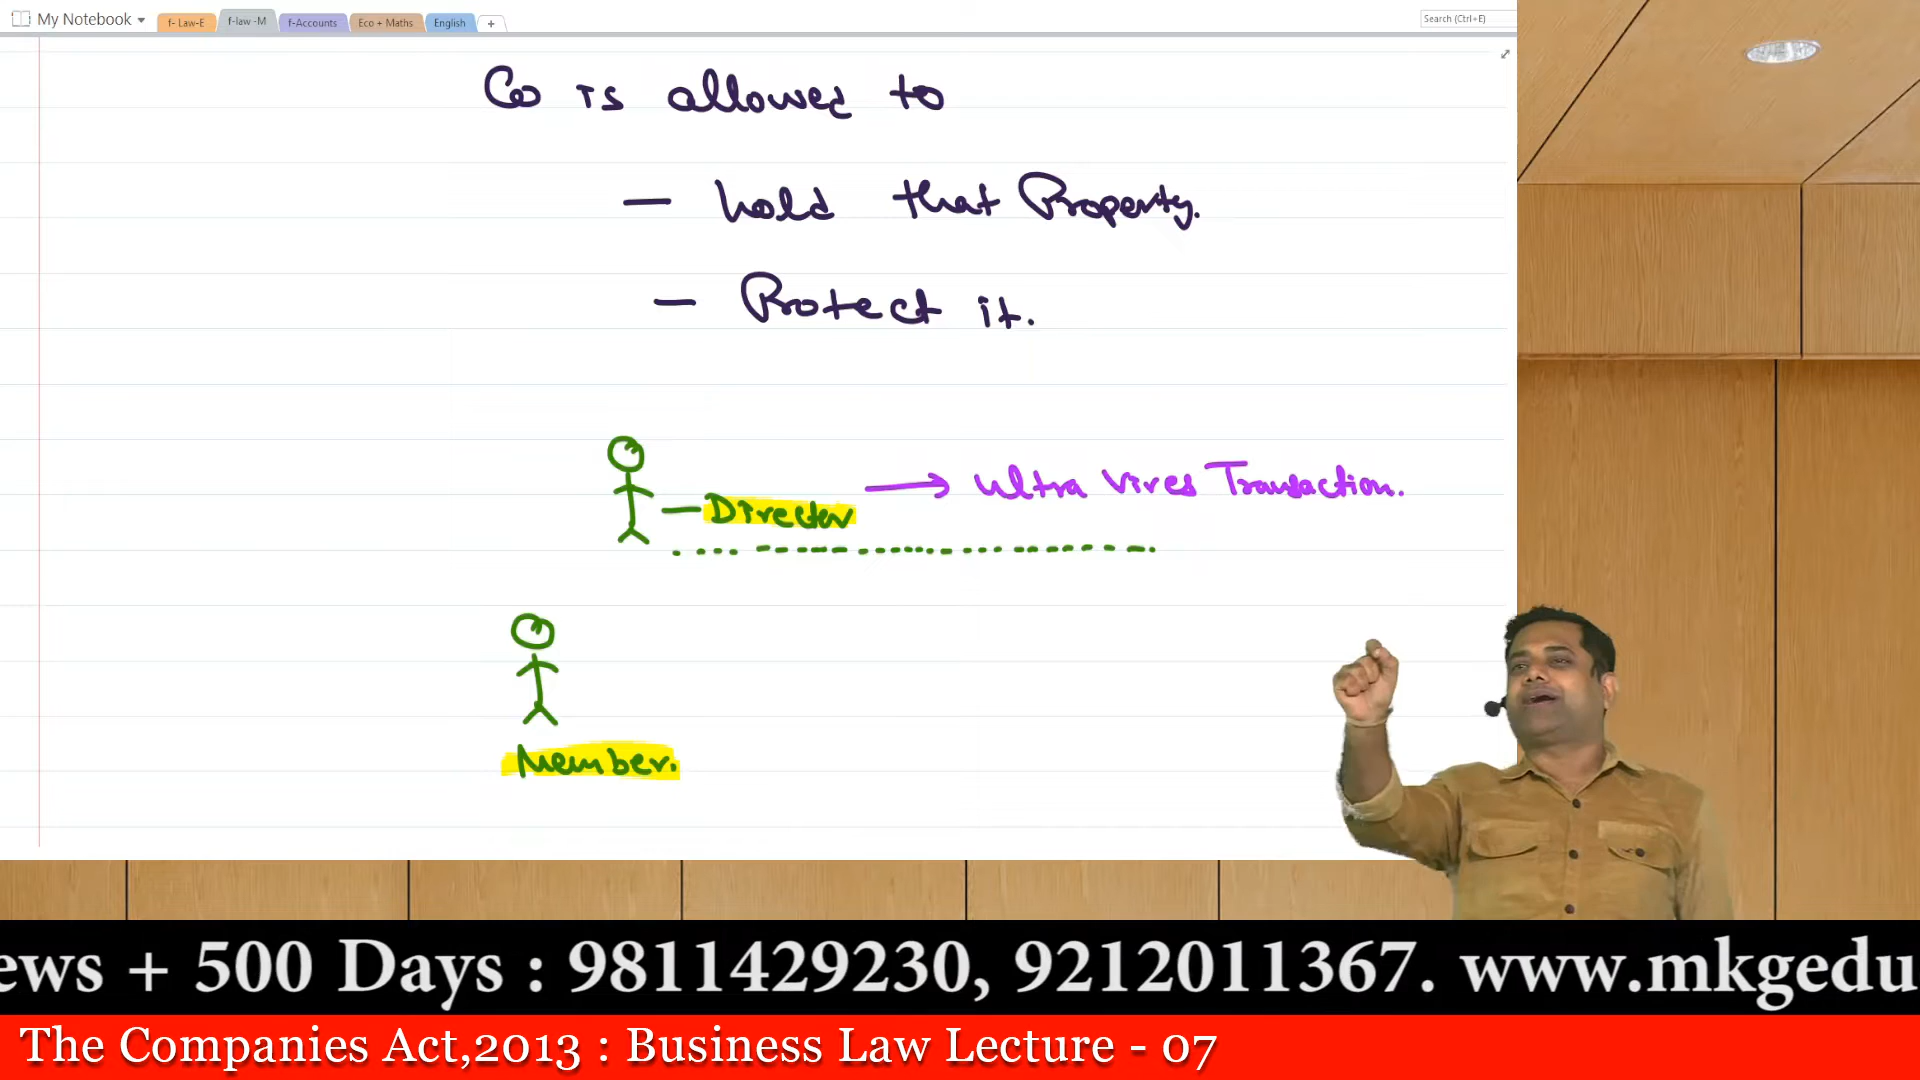 My Notebook
f- Law-E
f-law -M
f-Accounts
Eco + Maths
English
+
Search (Ctrl+E)
Co is allowed to
— hold that Property.
— Protect it.
— Director → Ultra Vires Transaction.
Member.
ews + 500 Days : 9811429230, 9212011367. www.mkgedu
The Companies Act,2013 : Business Law Lecture - 07